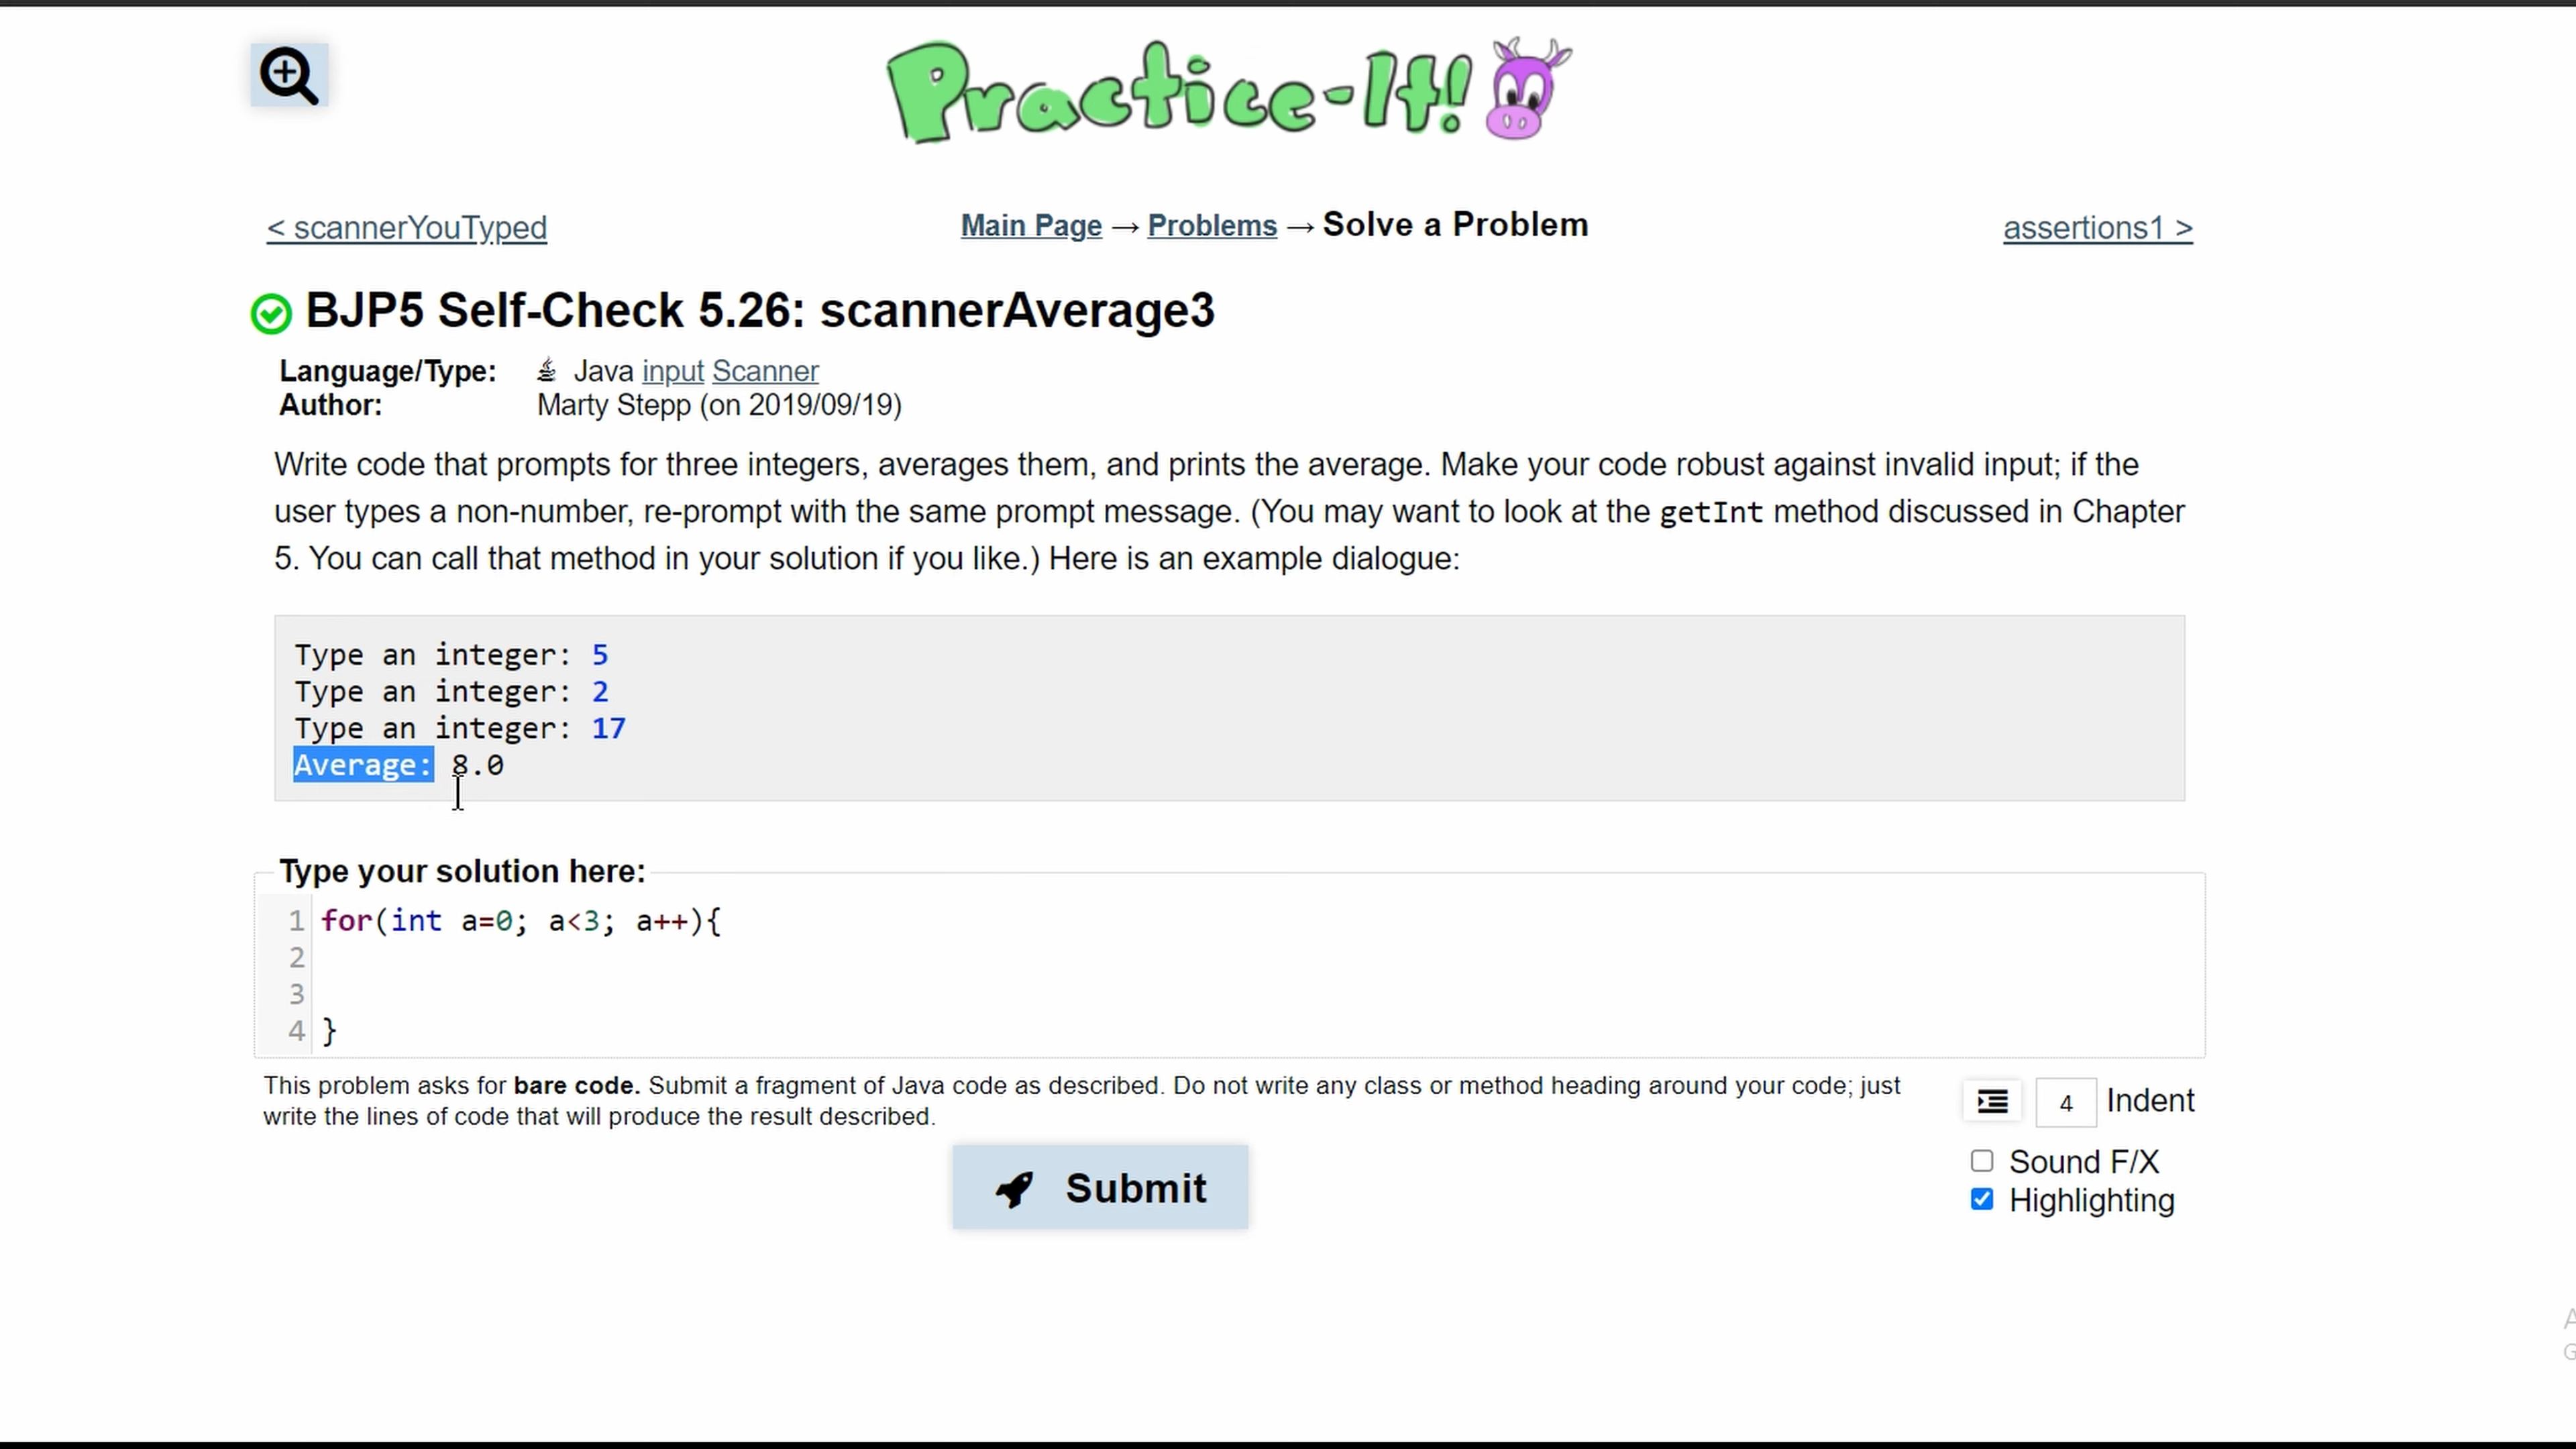 Practice-It!
< scannerYouTyped
Main Page → Problems → Solve a Problem
assertions1 >
BJP5 Self-Check 5.26: scannerAverage3
Language/Type: Java input Scanner
Author: Marty Stepp (on 2019/09/19)
Write code that prompts for three integers, averages them, and prints the average. Make your code robust against invalid input; if the
user types a non-number, re-prompt with the same prompt message. (You may want to look at the getInt method discussed in Chapter
5. You can call that method in your solution if you like.) Here is an example dialogue:
Type an integer: 5
Type an integer: 2
Type an integer: 17
Average: 8.0
Type your solution here:
1 for(int a=0; a<3; a++){
2
3
4 }
This problem asks for bare code. Submit a fragment of Java code as described. Do not write any class or method heading around your code; just
write the lines of code that will produce the result described.
4 Indent
Sound F/X
Highlighting
Submit